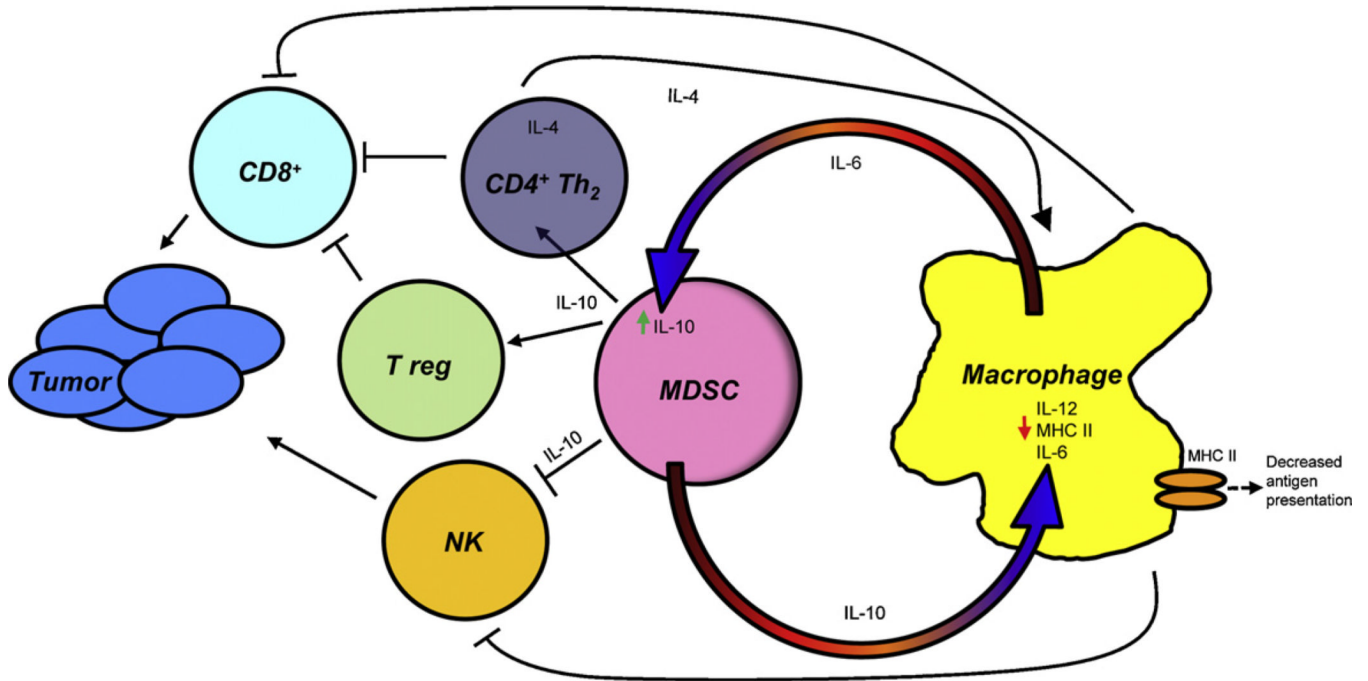 IL-4
IL-4
IL-6
CD8⁺
CD4⁺ Th₂
IL-10
IL-10
T reg
MDSC
Tumor
Macrophage
IL-12
MHC II
IL-6
IL-10
MHC II
Decreased
antigen
presentation
NK
IL-10